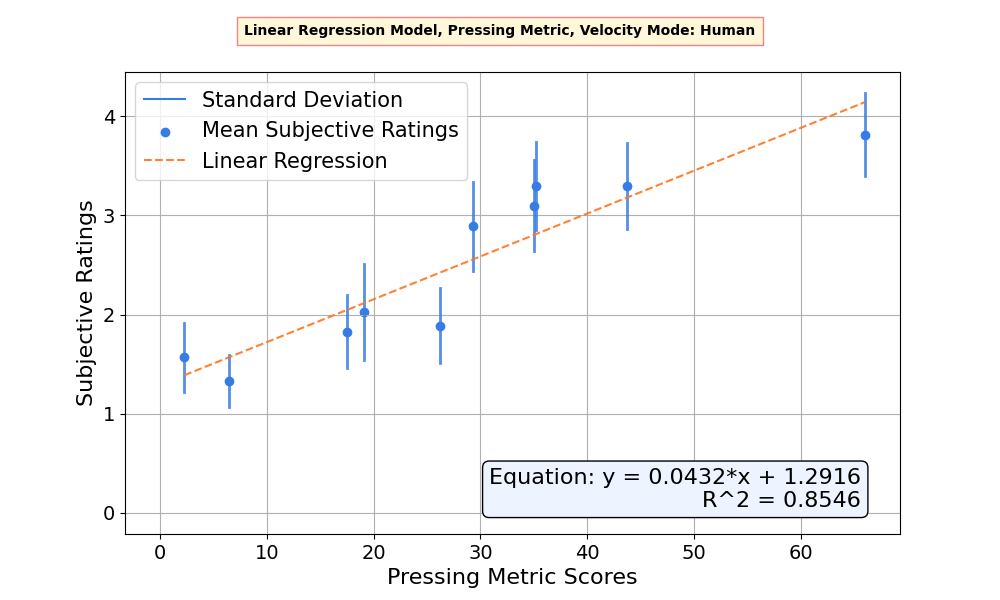 Linear Regression Model, Pressing Metric, Velocity Mode: Human
Standard Deviation
Mean Subjective Ratings
Linear Regression
Subjective Ratings
4
3
2
1
0
Equation: y = 0.0432*x + 1.2916
R^2 = 0.8546
0 10 20 30 40 50 60
Pressing Metric Scores